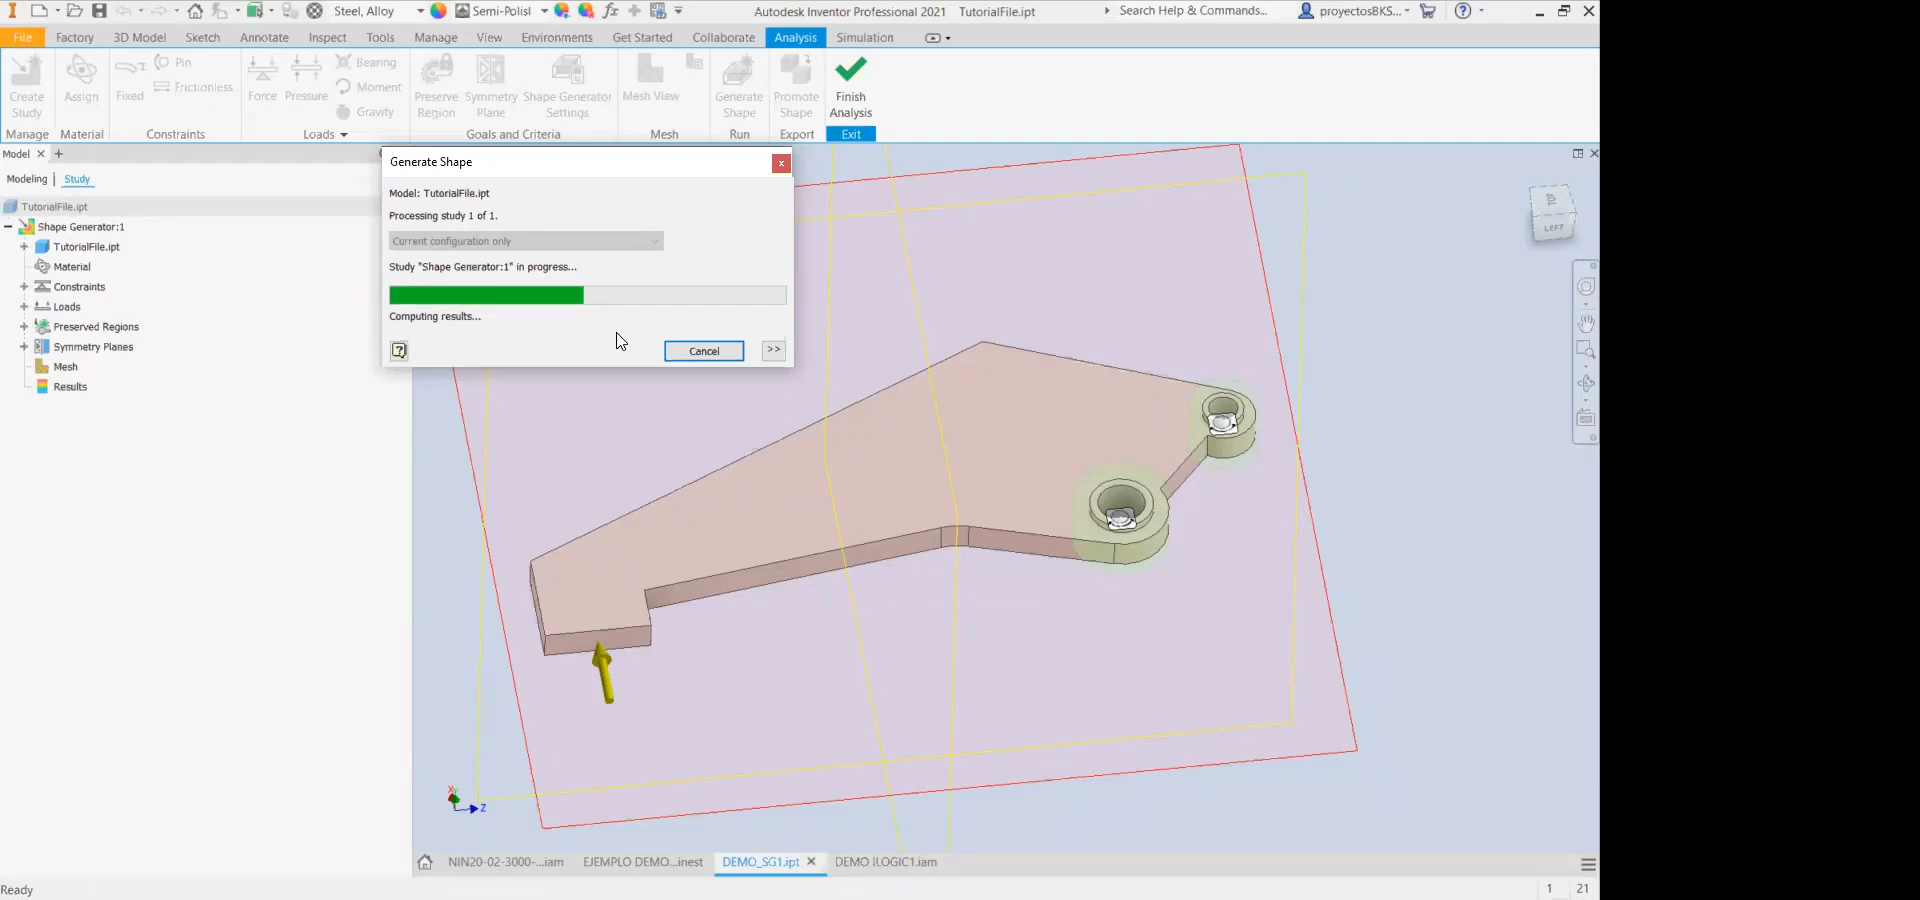 Steel, Alloy
Semi-Polisl
Autodesk Inventor Professional 2021 TutorialFile.ipt
Search Help & Commands...
proyectosBKS...
File Factory 3D Model Sketch Annotate Inspect Tools Manage View Environments Get Started Collaborate Analysis Simulation
Create Study
Assign
Fixed
Pin
Frictionless
Force
Pressure
Bearing
Moment
Gravity
Preserve Region
Symmetry Plane
Shape Generator Settings
Mesh View
Generate Shape
Promote Shape
Finish Analysis
Manage Material Constraints Loads Goals and Criteria Mesh Run Export Exit
Model
Modeling Study
TutorialFile.ipt
Shape Generator:1
TutorialFile.ipt
Material
Constraints
Loads
Preserved Regions
Symmetry Planes
Mesh
Results
Generate Shape
Model: TutorialFile.ipt
Processing study 1 of 1.
Current configuration only
Study "Shape Generator:1" in progress...
Computing results...
Cancel
>>
LEFT
Z
NIN20-02-3000-...iam EJEMPLO DEMO...inest DEMO_SG1.ipt DEMO ILOGIC1.iam
Ready
1 21